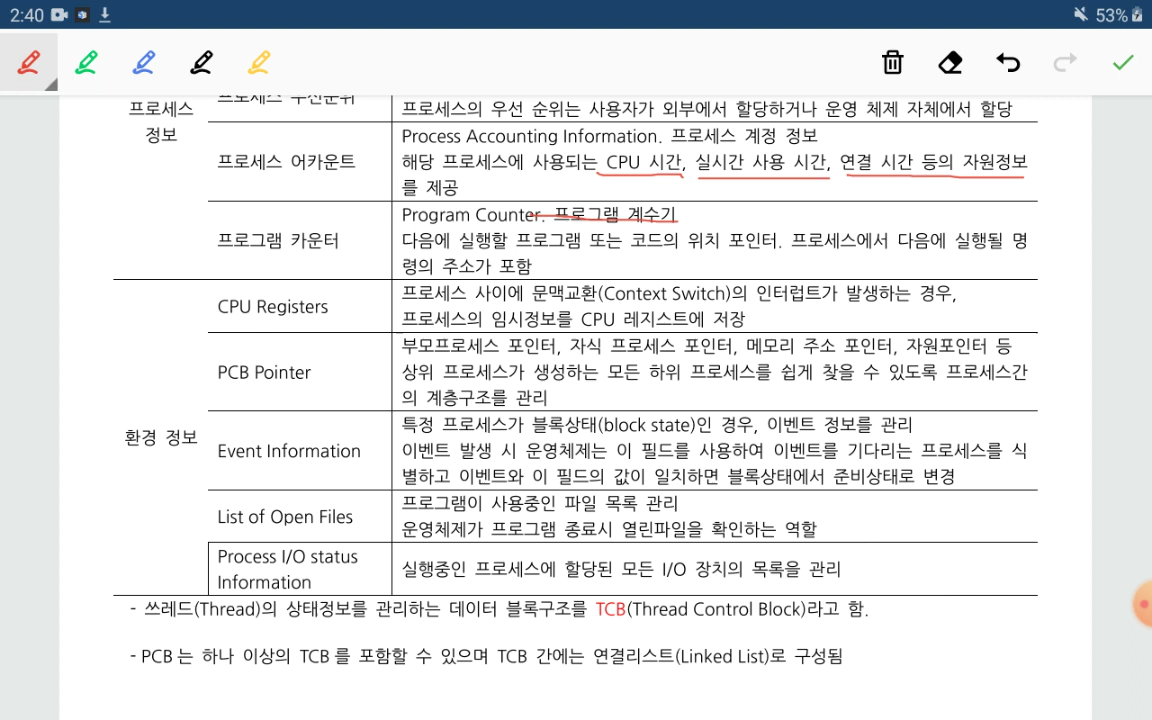 2:40
53%
프로세스
정보
프로세스 우선순위
프로세스의 우선 순위는 사용자가 외부에서 할당하거나 운영 체제 자체에서 할당
프로세스 어카운트
Process Accounting Information. 프로세스 계정 정보
해당 프로세스에 사용되는 CPU 시간, 실시간 사용 시간, 연결 시간 등의 자원정보
를 제공
프로그램 카운터
Program Counter. 프로그램 계수기
다음에 실행할 프로그램 또는 코드의 위치 포인터. 프로세스에서 다음에 실행될 명
령의 주소가 포함
환경 정보
CPU Registers
프로세스 사이에 문맥교환(Context Switch)의 인터럽트가 발생하는 경우,
프로세스의 임시정보를 CPU 레지스트에 저장
PCB Pointer
부모프로세스 포인터, 자식 프로세스 포인터, 메모리 주소 포인터, 자원포인터 등
상위 프로세스가 생성하는 모든 하위 프로세스를 쉽게 찾을 수 있도록 프로세스간
의 계층구조를 관리
Event Information
특정 프로세스가 블록상태(block state)인 경우, 이벤트 정보를 관리
이벤트 발생 시 운영체제는 이 필드를 사용하여 이벤트를 기다리는 프로세스를 식
별하고 이벤트와 이 필드의 값이 일치하면 블록상태에서 준비상태로 변경
List of Open Files
프로그램이 사용중인 파일 목록 관리
운영체제가 프로그램 종료시 열린파일을 확인하는 역할
Process I/O status
Information
실행중인 프로세스에 할당된 모든 I/O 장치의 목록을 관리
- 쓰레드(Thread)의 상태정보를 관리하는 데이터 블록구조를 TCB(Thread Control Block)라고 함.
- PCB 는 하나 이상의 TCB 를 포함할 수 있으며 TCB 간에는 연결리스트(Linked List)로 구성됨